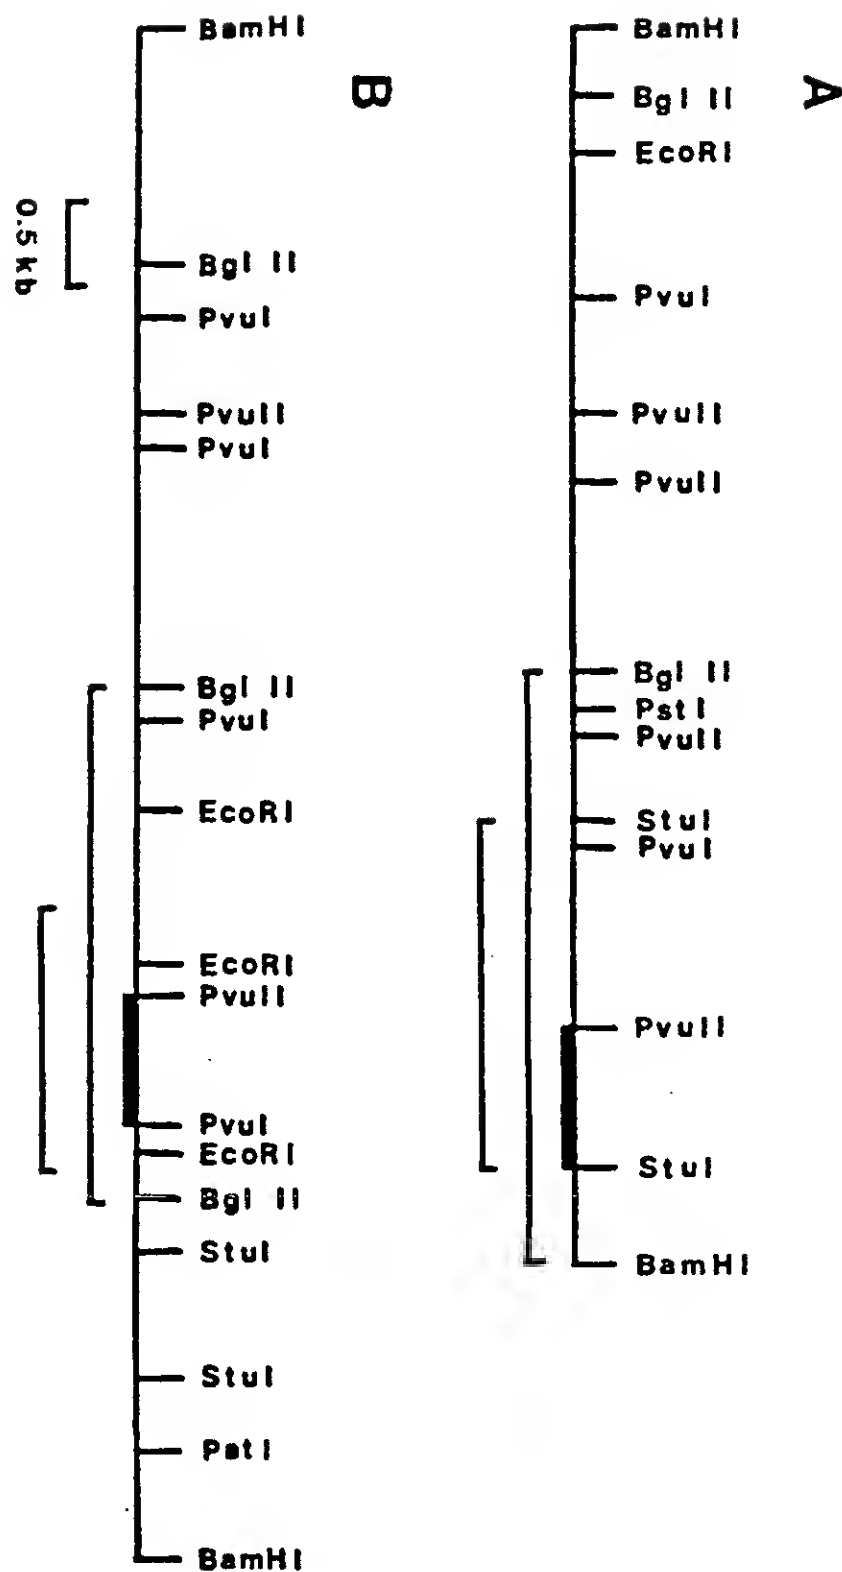 A
BamHI
Bgl II
EcoRI
PvuI
PvuII
PvuII
Bgl II
PstI
PvuII
StuI
PvuI
PvuII
StuI
BamHI
B
BamHI
Bgl II
PvuI
PvuII
PvuI
Bgl II
PvuI
EcoRI
EcoRI
PvuII
PvuI
EcoRI
Bgl II
StuI
StuI
PstI
BamHI
0.5 kb